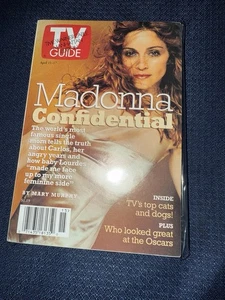 TV
GUIDE
Madonna
Confidential
The world's most
famous single
mom tells the truth
about Carlos, her
angry years and
how baby Lourdes
"made me face
up to my more
feminine side"
BY MARY MURPHY
INSIDE
TV's top cats
and dogs!
PLUS
Who looked great
at the Oscars